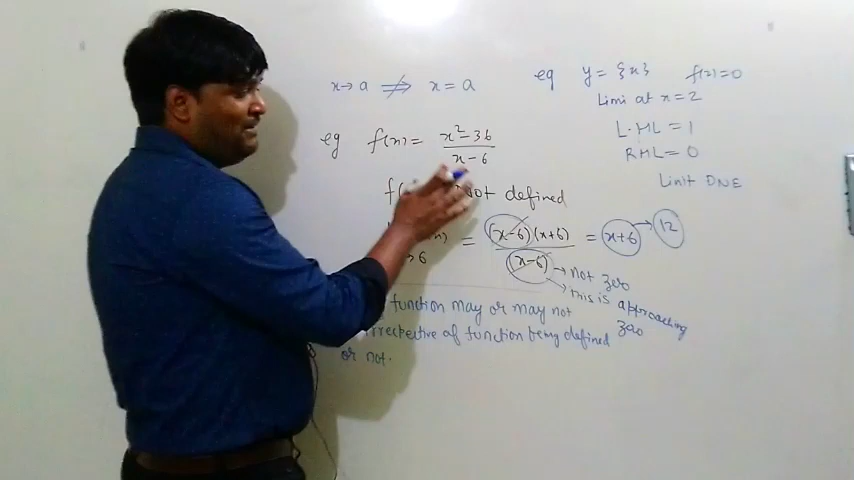 x→a ⇏ x = a
eg f(x) = x²-36 / x-6
f( Not defined
→6 = (x-6)(x+6) / (x-6) = x+6 → 12
→ not zero
→ this is approaching zero
function may or may not
irrespective of function being defined
or not.
eg y = {x} f(2)=0
Limi at x=2
L.HL = 1
RHL = 0
Limit DNE